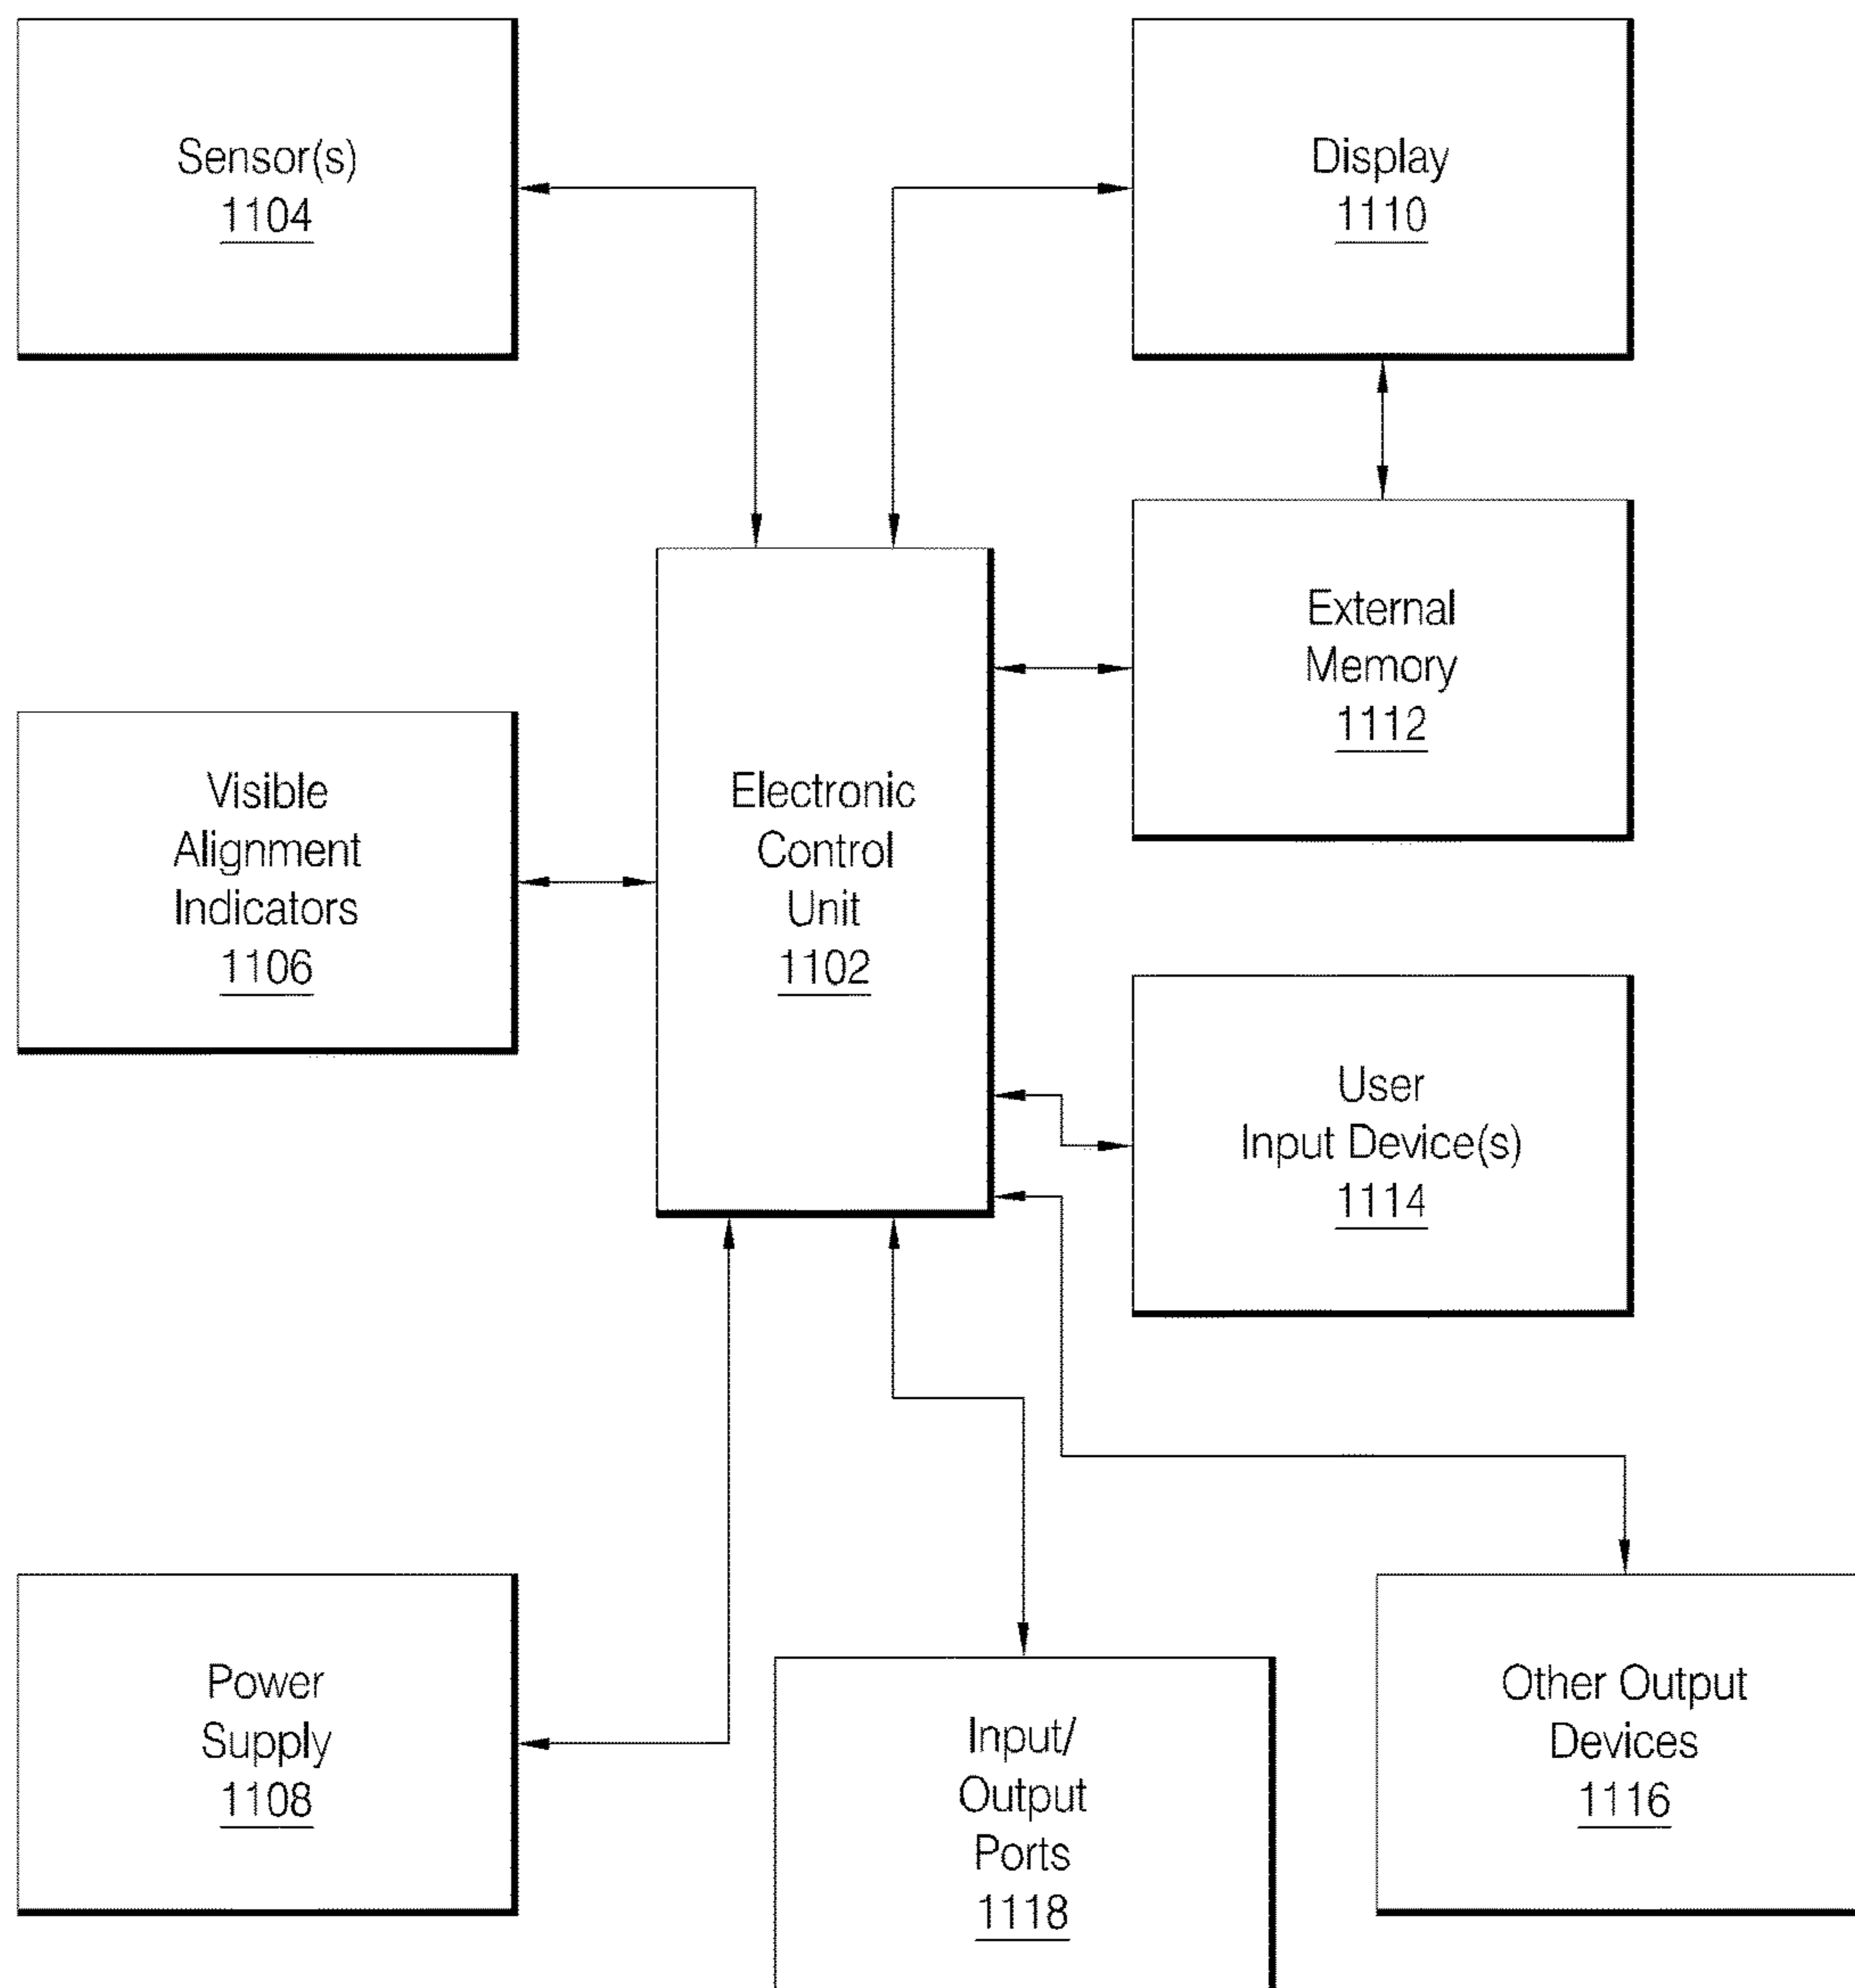 Sensor(s)
1104
Display
1110
External
Memory
1112
Visible
Alignment
Indicators
1106
Electronic
Control
Unit
1102
User
Input Device(s)
1114
Power
Supply
1108
Input/
Output
Ports
1118
Other Output
Devices
1116